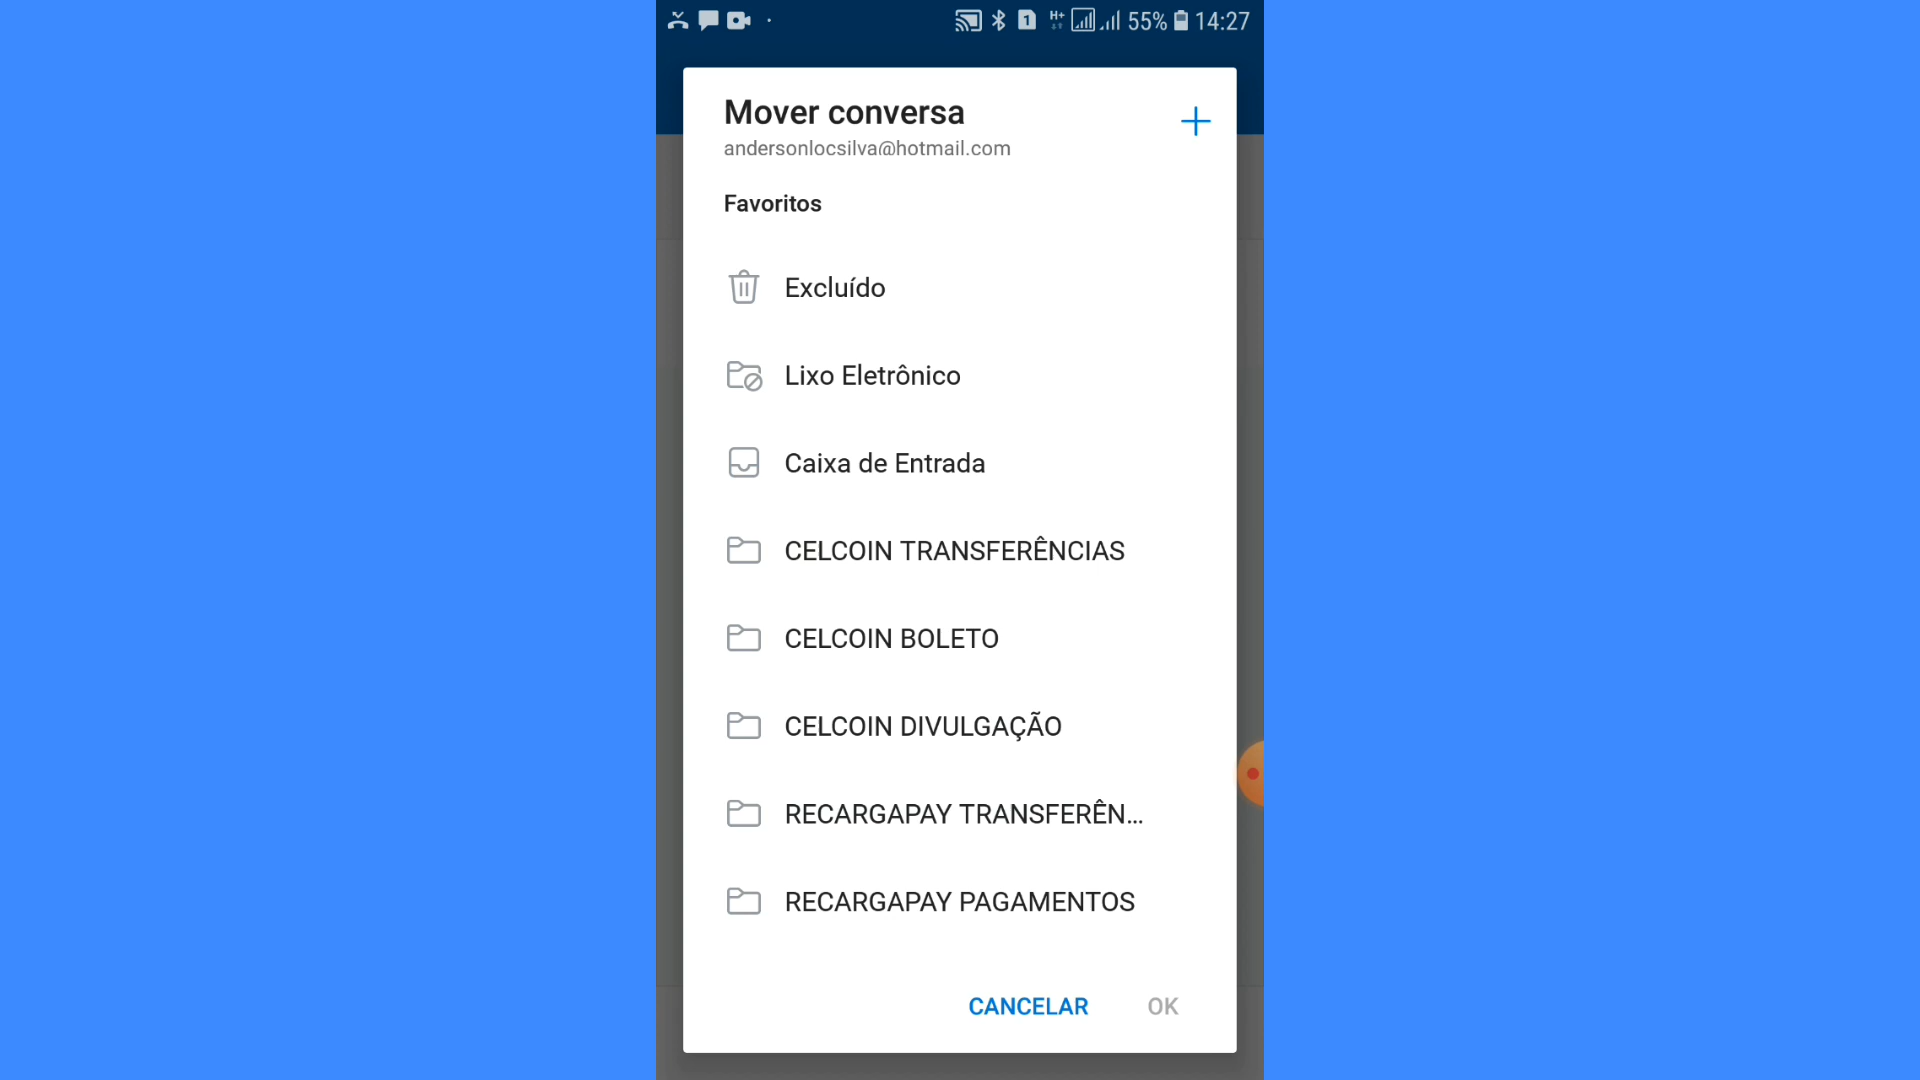 H+ 55% 14:27
1
Mover conversa
andersonlocsilva@hotmail.com
Favoritos
Excluído
Lixo Eletrônico
Caixa de Entrada
CELCOIN TRANSFERÊNCIAS
CELCOIN BOLETO
CELCOIN DIVULGAÇÃO
RECARGAPAY TRANSFERÊN...
RECARGAPAY PAGAMENTOS
CANCELAR OK